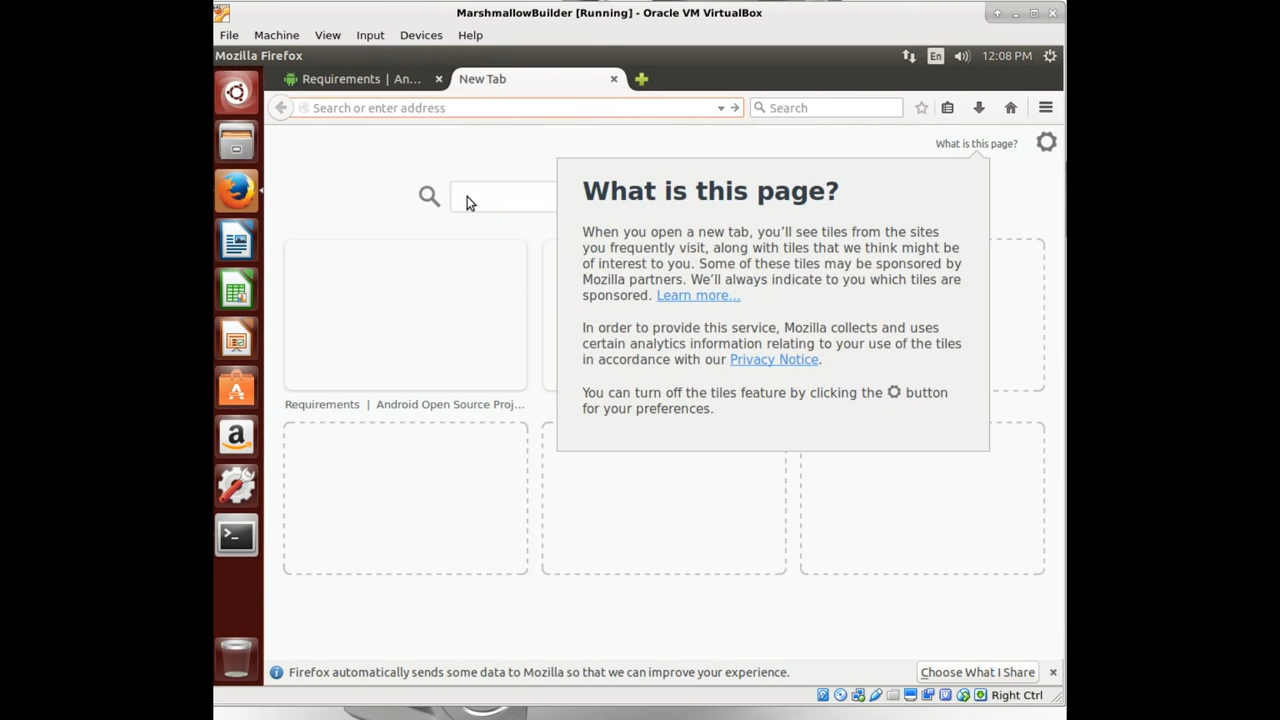 MarshmallowBuilder [Running] - Oracle VM VirtualBox
File Machine View Input Devices Help
Mozilla Firefox
En
12:08 PM
Requirements | An...
New Tab
Search or enter address
Search
What is this page?
What is this page?
When you open a new tab, you'll see tiles from the sites
you frequently visit, along with tiles that we think might be
of interest to you. Some of these tiles may be sponsored by
Mozilla partners. We'll always indicate to you which tiles are
sponsored. Learn more...
In order to provide this service, Mozilla collects and uses
certain analytics information relating to your use of the tiles
in accordance with our Privacy Notice.
You can turn off the tiles feature by clicking the button
for your preferences.
Requirements | Android Open Source Proj...
Firefox automatically sends some data to Mozilla so that we can improve your experience.
Choose What I Share
Right Ctrl